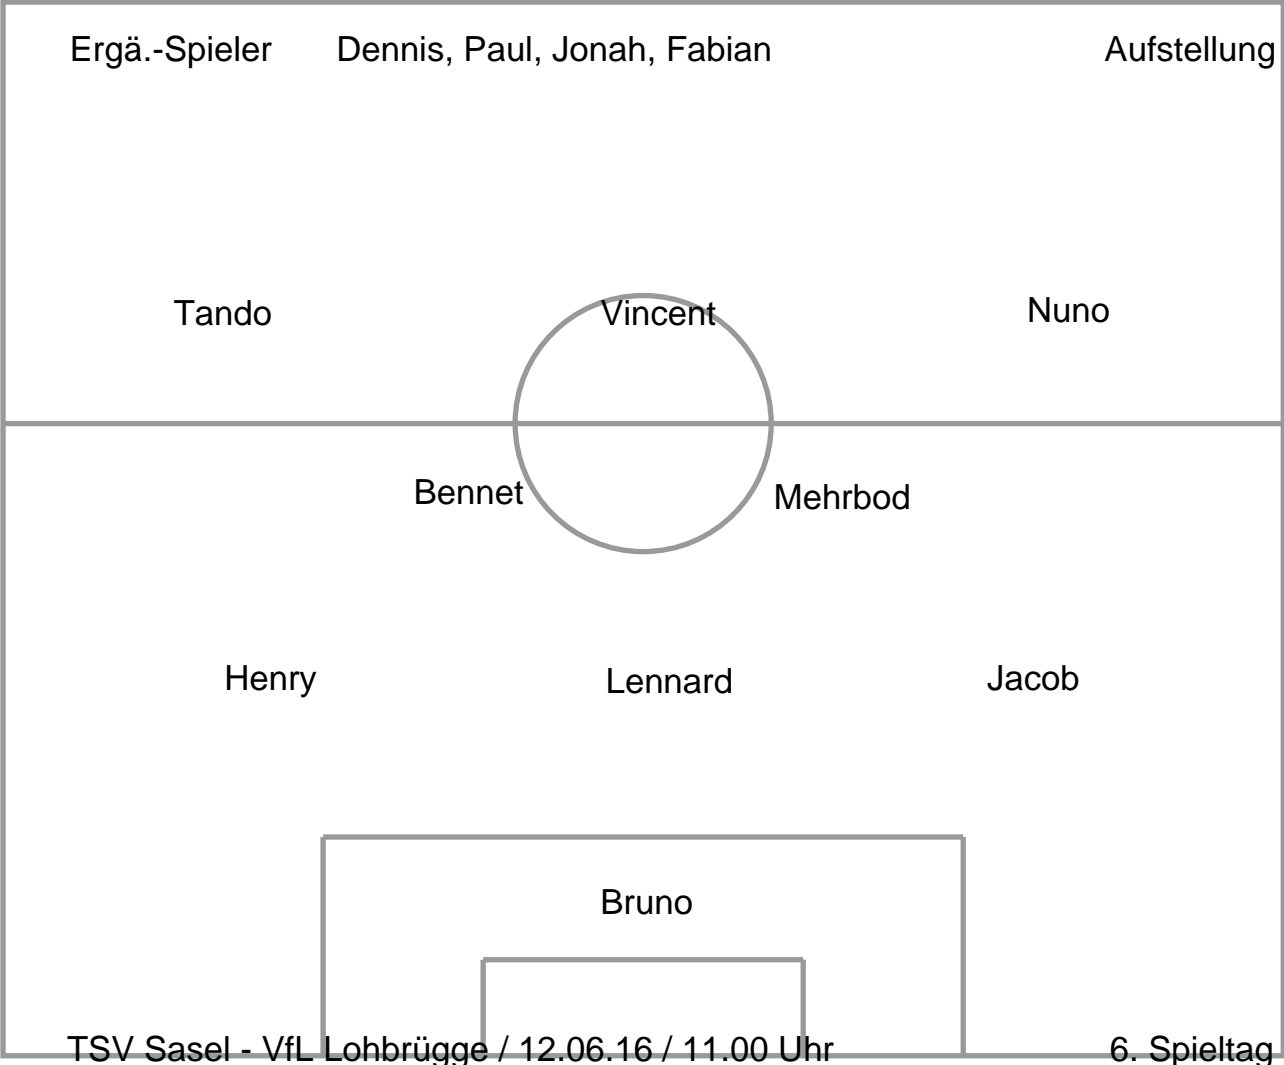 Ergä.-Spieler Dennis, Paul, Jonah, Fabian Aufstellung
Tando Vincent Nuno
Bennet Mehrbod
Henry Lennard Jacob
Bruno
TSV Sasel - VfL Lohbrügge / 12.06.16 / 11.00 Uhr 6. Spieltag